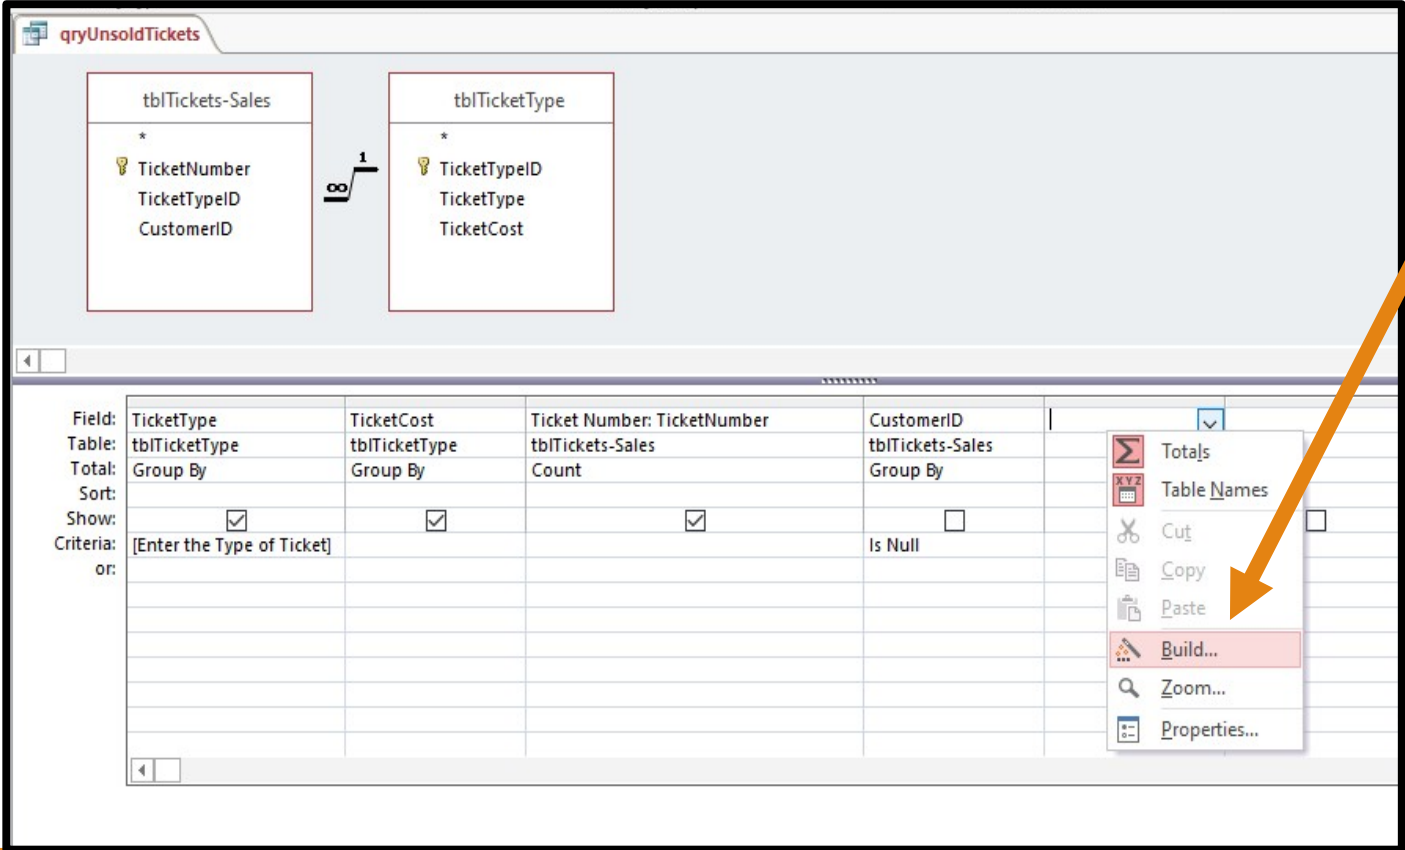 qryUnsoldTickets
tblTickets-Sales
*
TicketNumber
TicketTypeID
CustomerID
∞
1
tblTicketType
*
TicketTypeID
TicketType
TicketCost
Field: TicketType TicketCost Ticket Number: TicketNumber CustomerID
Table: tblTicketType tblTicketType tblTickets-Sales tblTickets-Sales
Total: Group By Group By Count Group By
Sort:
Show:
Criteria: [Enter the Type of Ticket] Is Null
or:
Σ Totals
XYZ Table Names
Cut
Copy
Paste
Build...
Zoom...
Properties...